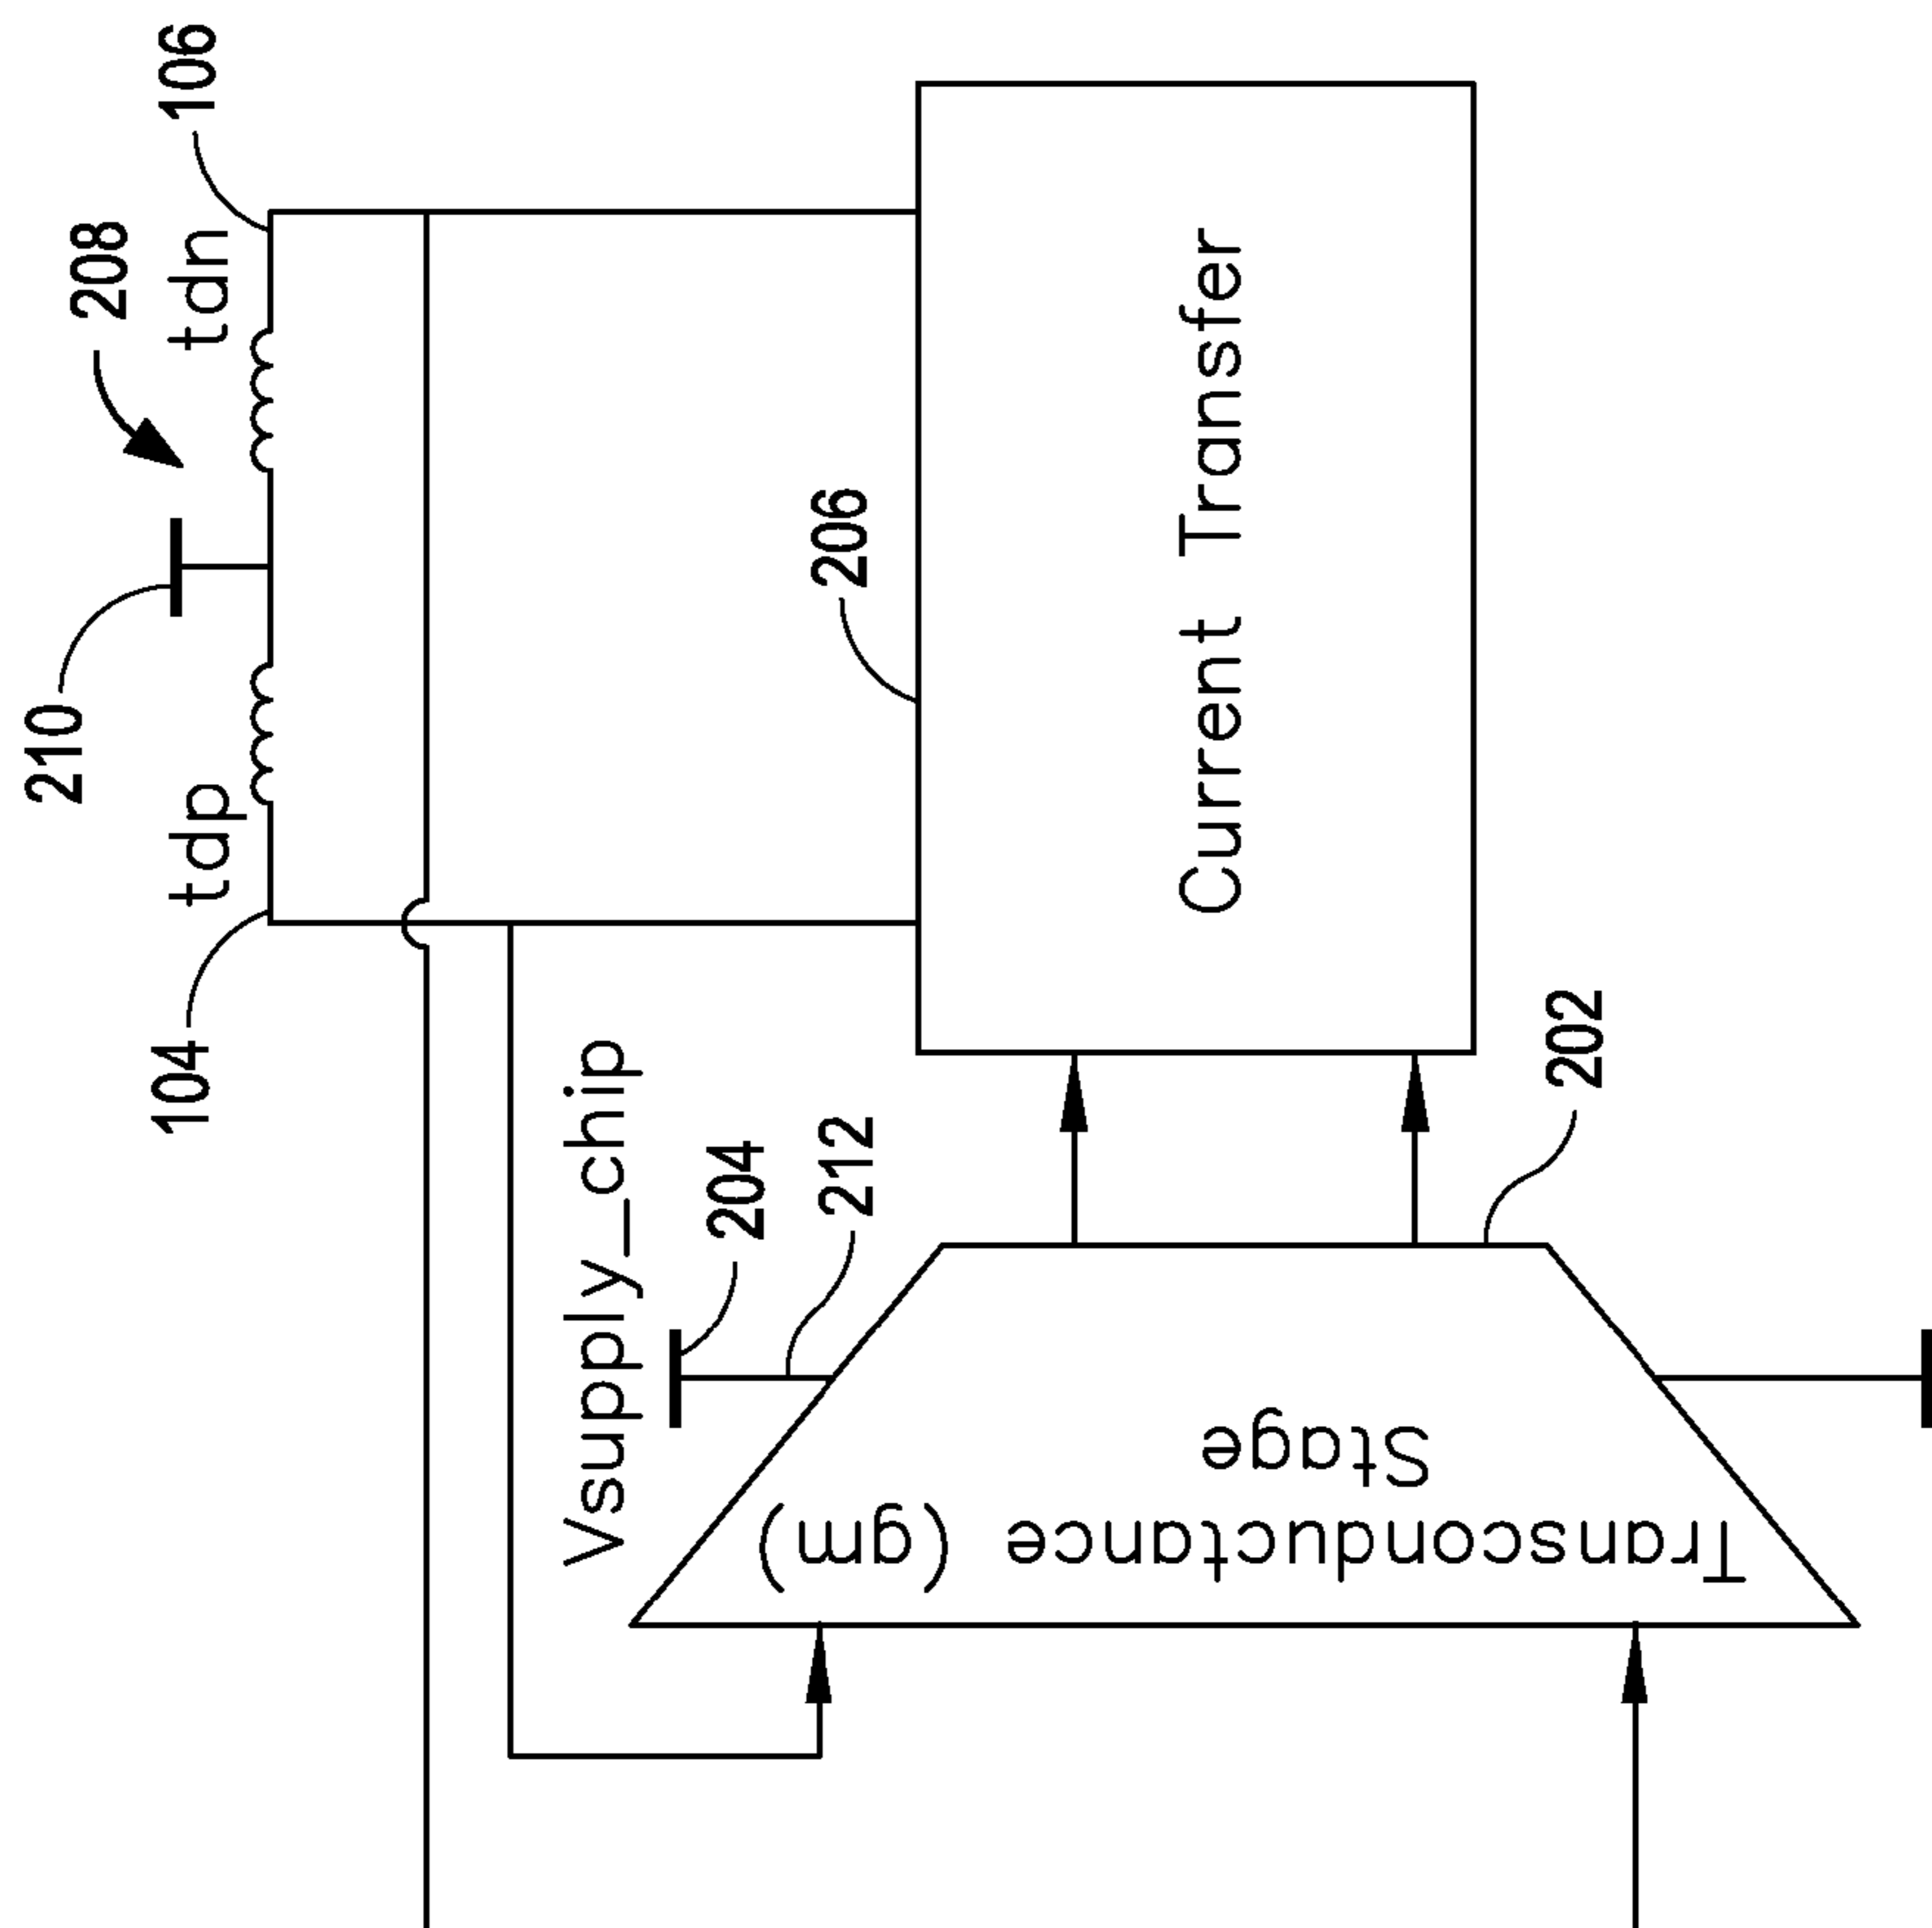 210
208
106
tdp
tdn
104
206
Vsupply_chip
204
212
Current Transfer
Transconductance (gm)
Stage
202